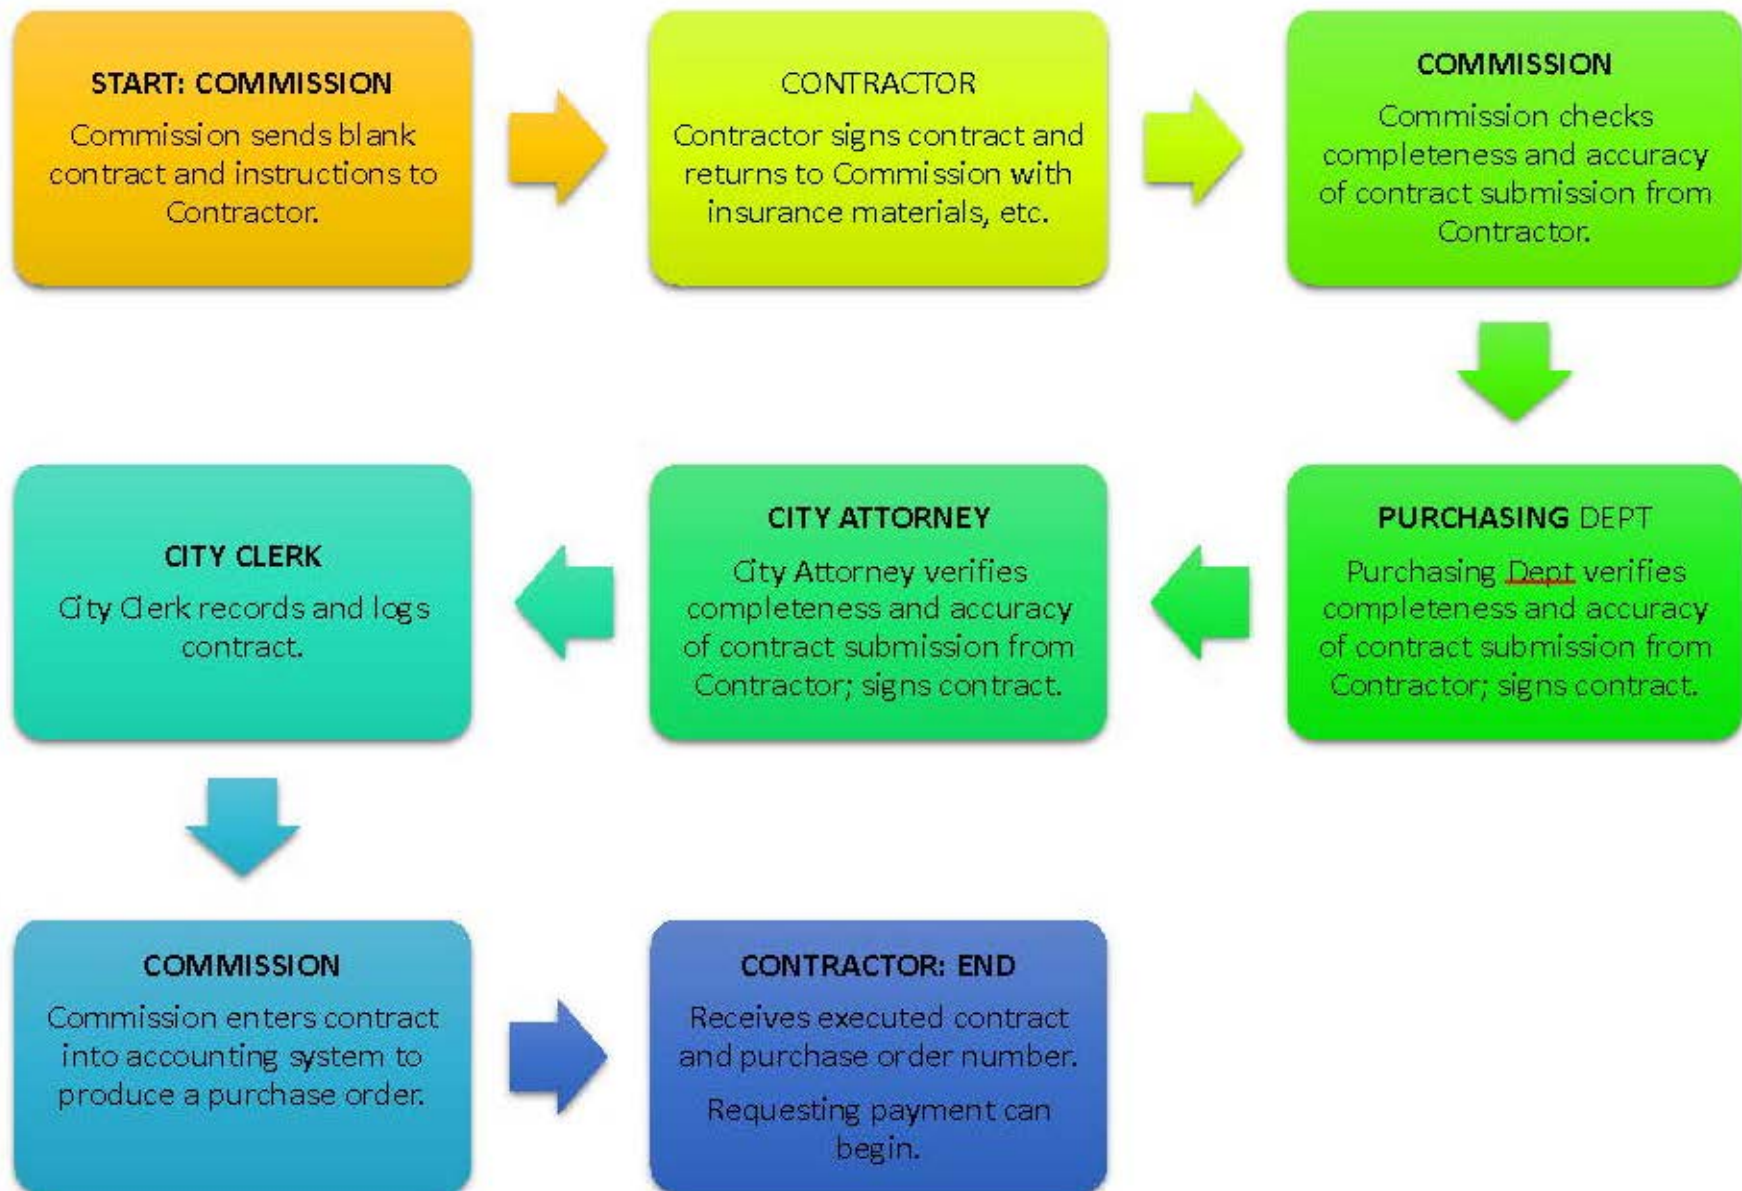 START: COMMISSION
Commission sends blank
contract and instructions to
Contractor.
CONTRACTOR
Contractor signs contract and
returns to Commission with
insurance materials, etc.
COMMISSION
Commission checks
completeness and accuracy
of contract submission from
Contractor.
PURCHASING DEPT
Purchasing Dept verifies
completeness and accuracy
of contract submission from
Contractor; signs contract.
CITY ATTORNEY
City Attorney verifies
completeness and accuracy
of contract submission from
Contractor; signs contract.
CITY CLERK
City Clerk records and logs
contract.
COMMISSION
Commission enters contract
into accounting system to
produce a purchase order.
CONTRACTOR: END
Receives executed contract
and purchase order number.
Requesting payment can
begin.